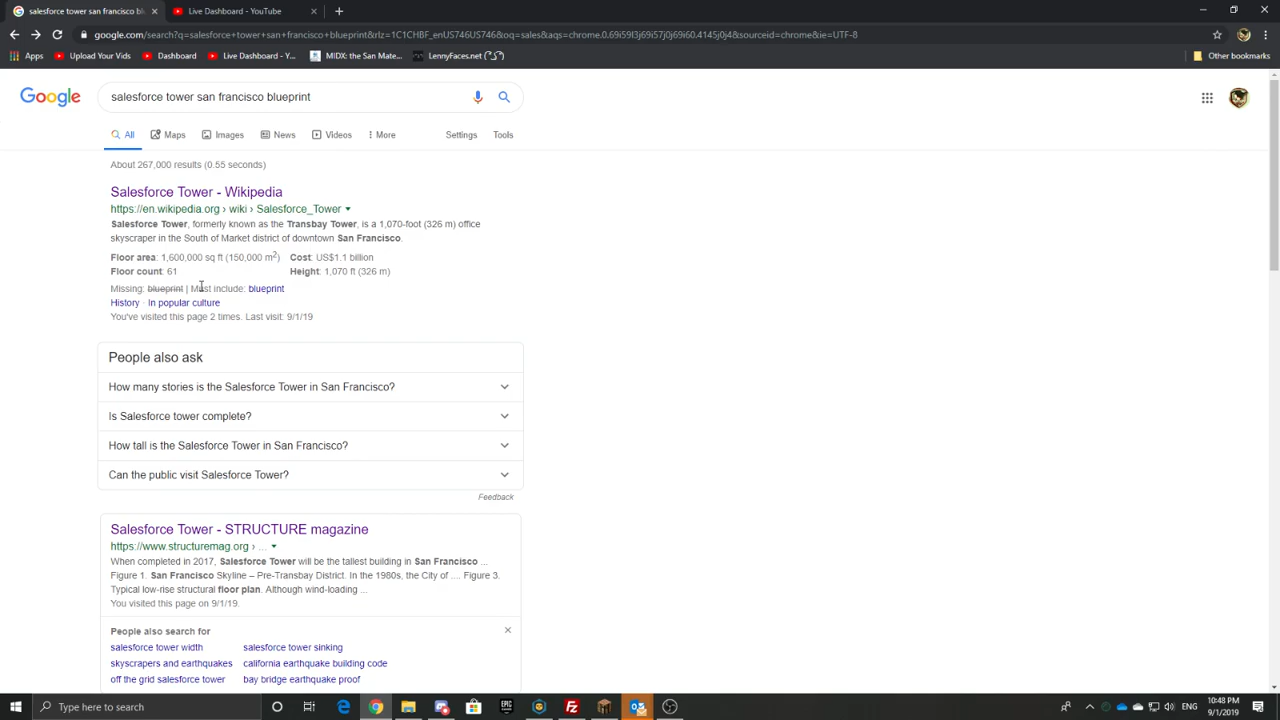 salesforce tower san francisco bl
Live Dashboard - YouTube
google.com/search?q=salesforce+tower+san+francisco+blueprint&rlz=1C1CHBF_enUS746US746&oq=sales&aqs=chrome.0.69i59l3j69i57j0j69i60.4145j0j4&sourceid=chrome&ie=UTF-8
Apps
Upload Your Vids
Dashboard
Live Dashboard - Y...
MIDX: the San Mate...
LennyFaces.net ( ͡° ͜ʖ ͡°)
Other bookmarks
Google
salesforce tower san francisco blueprint
All Maps Images News Videos More Settings Tools
About 267,000 results (0.55 seconds)
Salesforce Tower - Wikipedia
https://en.wikipedia.org › wiki › Salesforce_Tower
Salesforce Tower, formerly known as the Transbay Tower, is a 1,070-foot (326 m) office
skyscraper in the South of Market district of downtown San Francisco.
Floor area: 1,600,000 sq ft (150,000 m2) Cost: US$1.1 billion
Floor count: 61 Height: 1,070 ft (326 m)
Missing: blueprint | Must include: blueprint
History · In popular culture
You've visited this page 2 times. Last visit: 9/1/19
People also ask
How many stories is the Salesforce Tower in San Francisco?
Is Salesforce tower complete?
How tall is the Salesforce Tower in San Francisco?
Can the public visit Salesforce Tower?
Feedback
Salesforce Tower - STRUCTURE magazine
https://www.structuremag.org › ...
When completed in 2017, Salesforce Tower will be the tallest building in San Francisco ...
Figure 1. San Francisco Skyline – Pre-Transbay District. In the 1980s, the City of .... Figure 3.
Typical low-rise structural floor plan. Although wind-loading ...
You visited this page on 9/1/19.
People also search for
salesforce tower width salesforce tower sinking
skyscrapers and earthquakes california earthquake building code
off the grid salesforce tower bay bridge earthquake proof
Type here to search
ENG
10:48 PM
9/1/2019